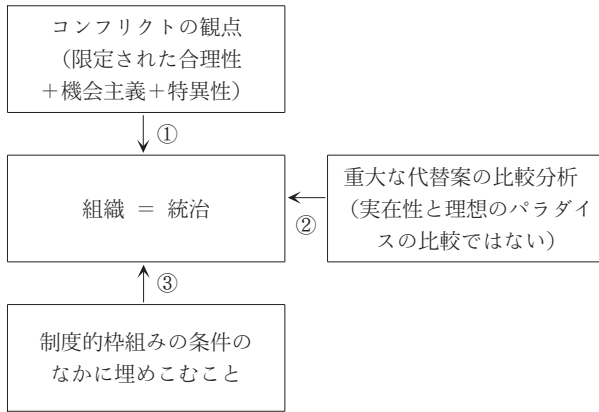 コンフリクトの観点
（限定された合理性
＋機会主義＋特異性）
①
組織 ＝ 統治
重大な代替案の比較分析
（実在性と理想のパラダイ
スの比較ではない）
②
③
制度的枠組みの条件の
なかに埋めこむこと